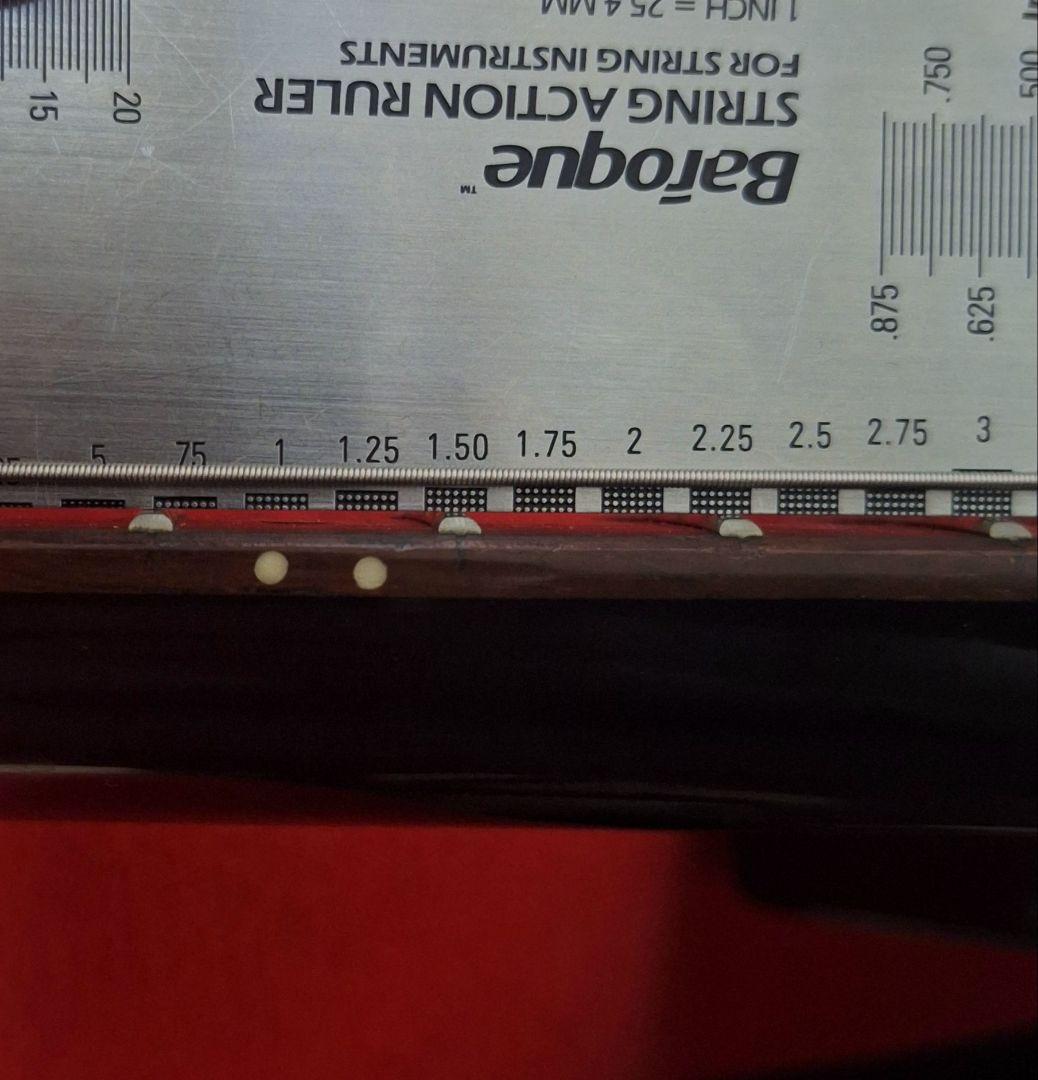 1 INCH = 25.4 MM
FOR STRING INSTRUMENTS
STRING ACTION RULER
Baroque™
15 20
.750 .500
.875 .625
.5 .75 1 1.25 1.50 1.75 2 2.25 2.5 2.75 3